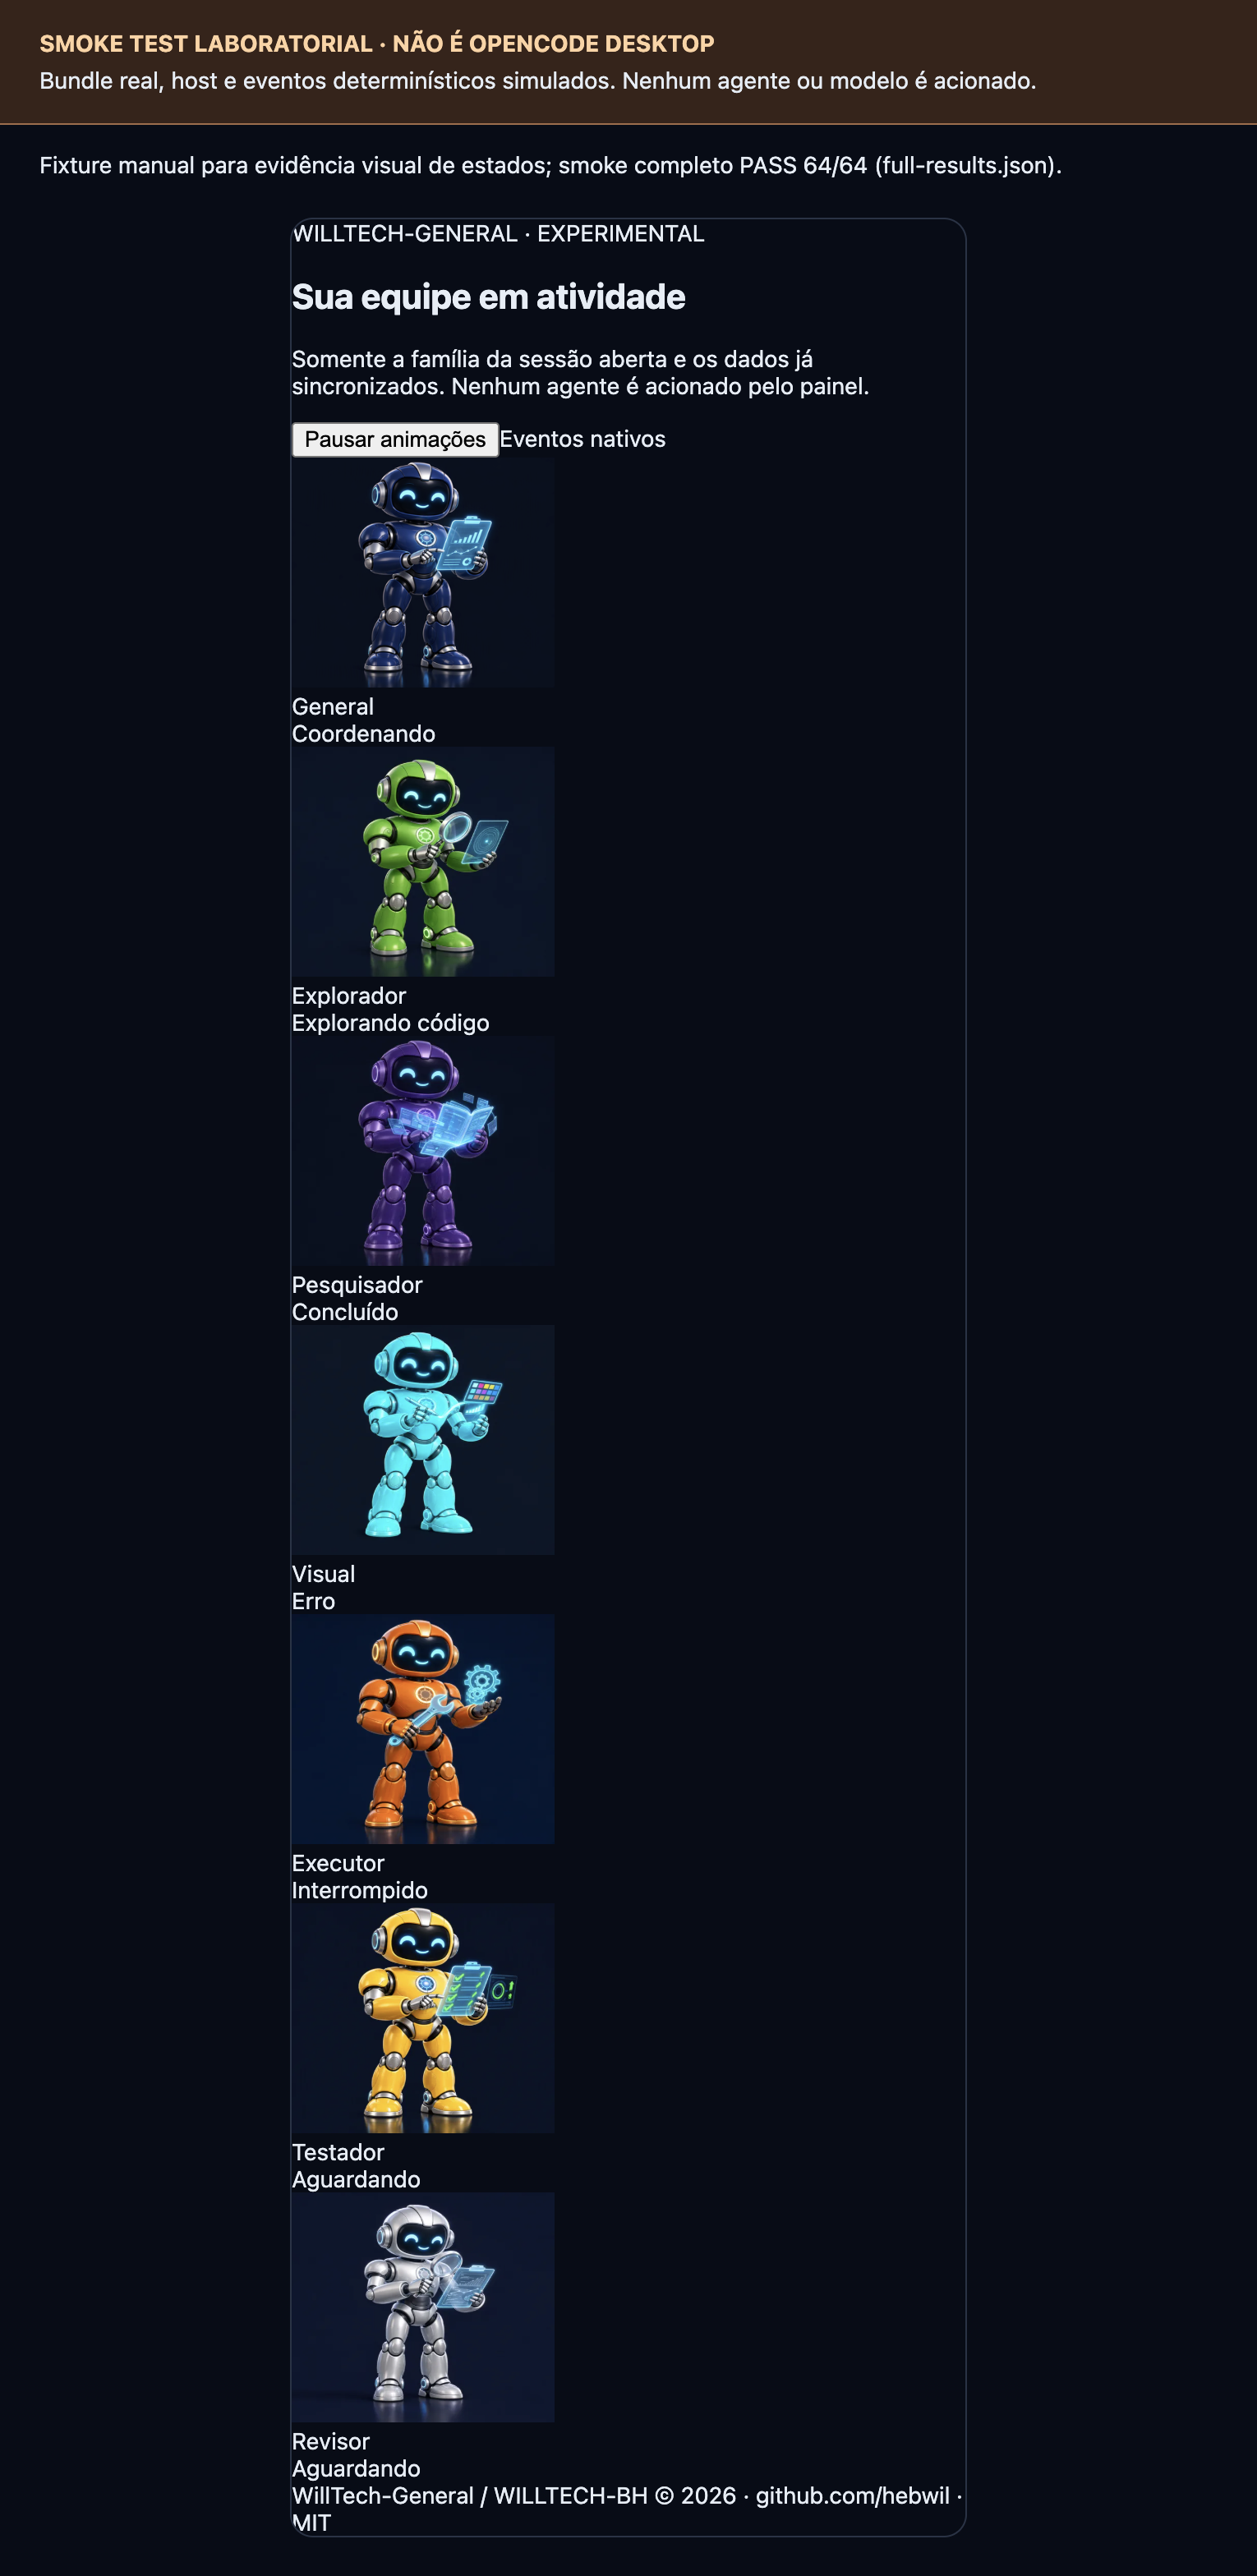 SMOKE TEST LABORATORIAL · NÃO É OPENCODE DESKTOP
Bundle real, host e eventos determinísticos simulados. Nenhum agente ou modelo é acionado.
Fixture manual para evidência visual de estados; smoke completo PASS 64/64 (full-results.json).
WILLTECH-GENERAL · EXPERIMENTAL
Sua equipe em atividade
Somente a família da sessão aberta e os dados já
sincronizados. Nenhum agente é acionado pelo painel.
Pausar animações Eventos nativos
General
Coordenando
Explorador
Explorando código
Pesquisador
Concluído
Visual
Erro
Executor
Interrompido
Testador
Aguardando
Revisor
Aguardando
WillTech-General / WILLTECH-BH © 2026 · github.com/hebwil ·
MIT